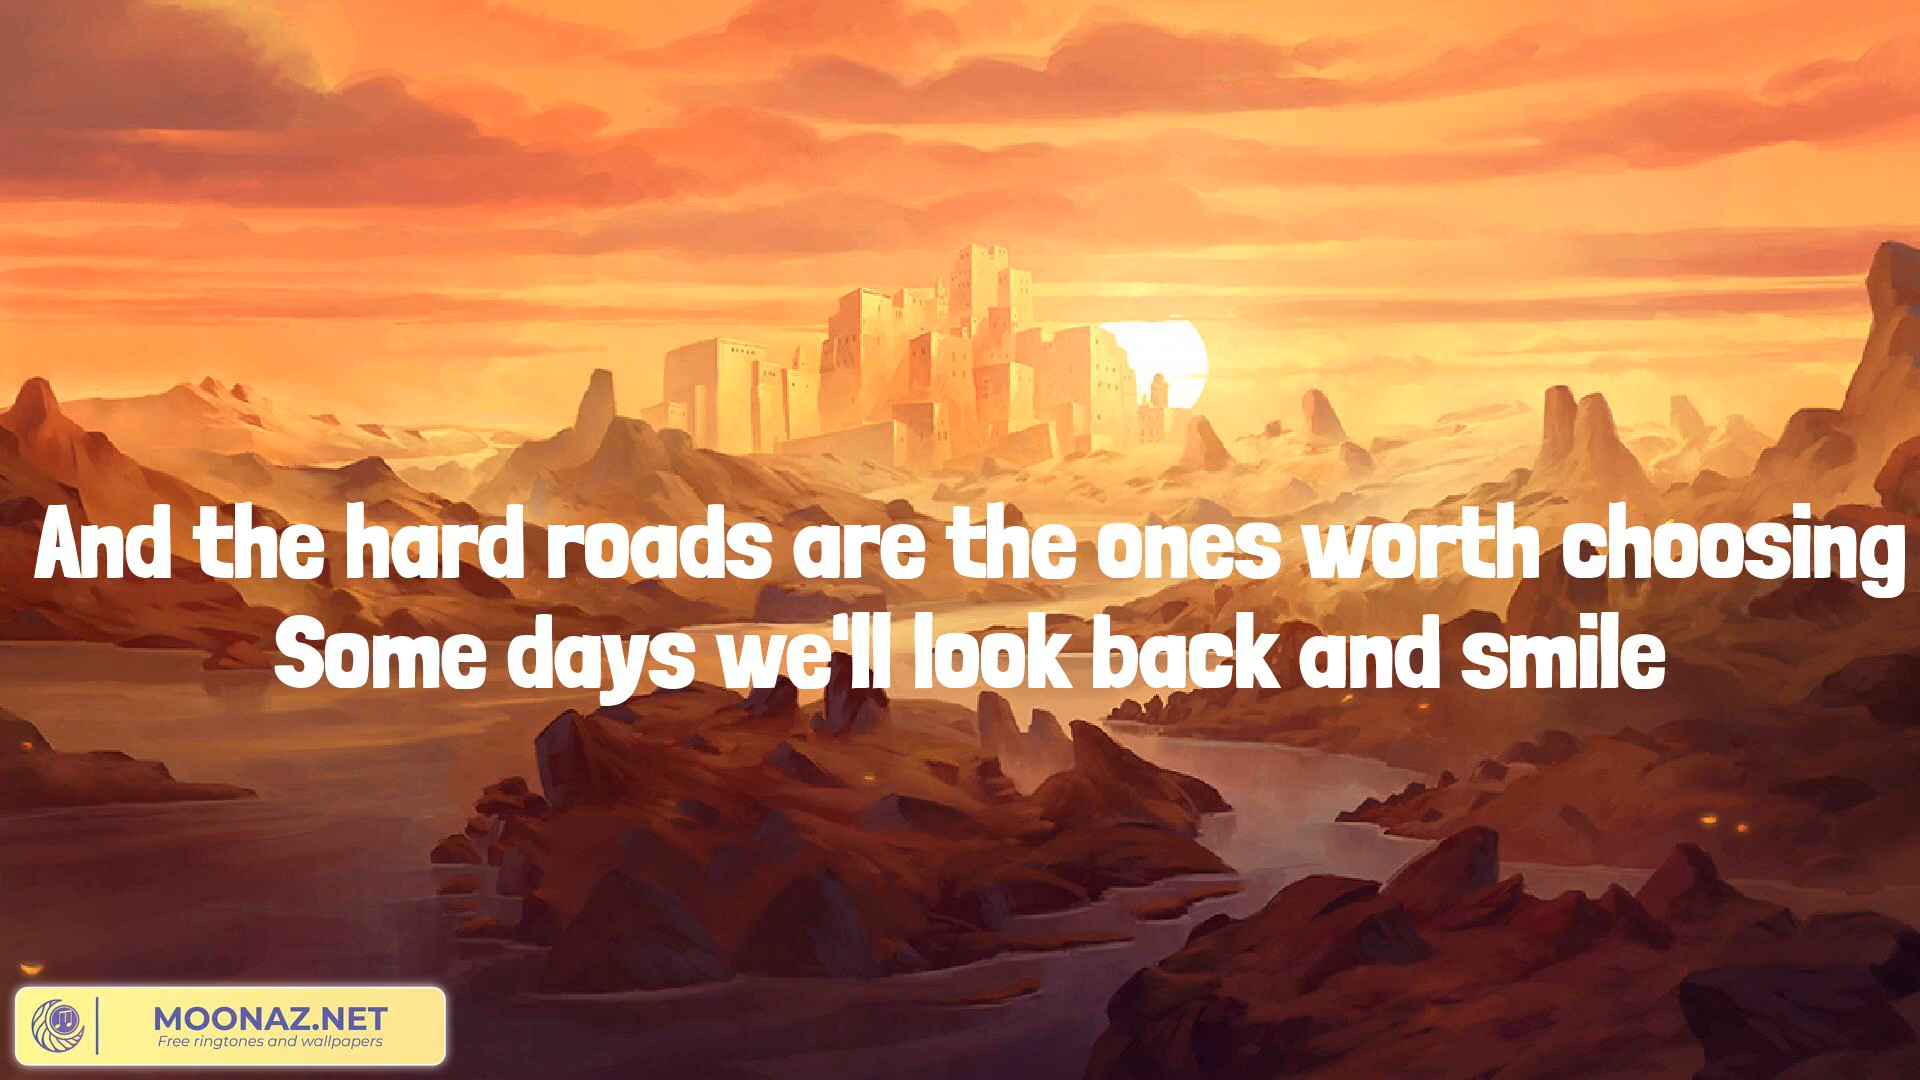 And the hard roads are the ones worth choosing
Some days we'll look back and smile
MOONAZ.NET
Free ringtones and wallpapers